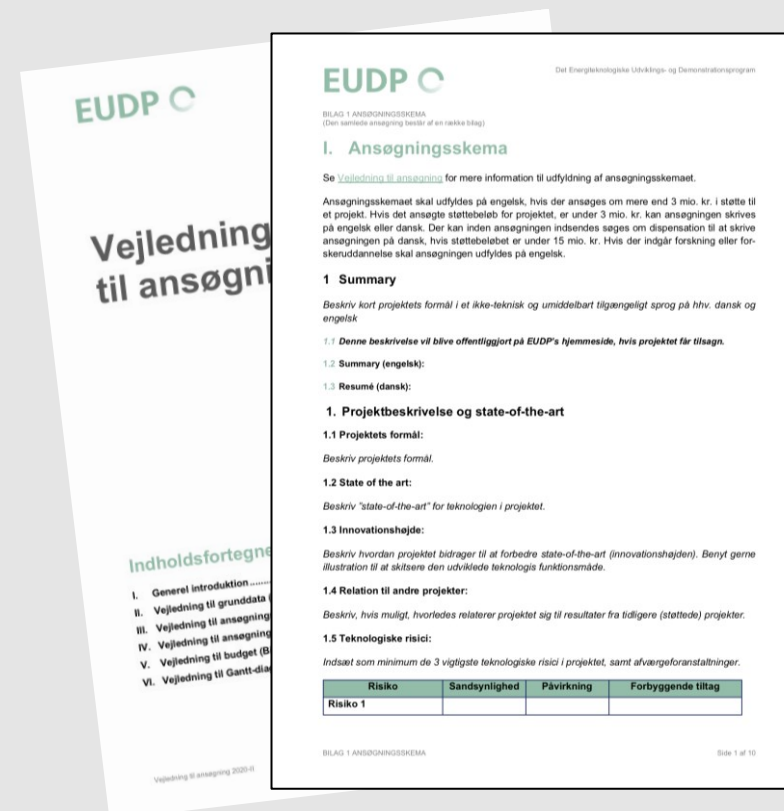 EUDP
Vejledning
til ansøgni
Indholdsfortegne
I. Generel introduktion..........
II. Vejledning til grunddata (
III. Vejledning til ansøgning
IV. Vejledning til ansøgning
V. Vejledning til budget (B
VI. Vejledning til Gantt-diag
Vejledning til ansøgning 2020-II
EUDP
Det Energiteknologiske Udviklings- og Demonstrationsprogram
BILAG 1 ANSØGNINGSSKEMA
(Den samlede ansøgning består af en række bilag)
I. Ansøgningsskema
Se Vejledning til ansøgning for mere information til udfyldning af ansøgningsskemaet.
Ansøgningsskemaet skal udfyldes på engelsk, hvis der ansøges om mere end 3 mio. kr. i støtte til
et projekt. Hvis det ansøgte støttebeløb for projektet, er under 3 mio. kr. kan ansøgningen skrives
på engelsk eller dansk. Der kan inden ansøgningen indsendes søges om dispensation til at skrive
ansøgningen på dansk, hvis støttebeløbet er under 15 mio. kr. Hvis der indgår forskning eller for-
skeruddannelse skal ansøgningen udfyldes på engelsk.
1 Summary
Beskriv kort projektets formål i et ikke-teknisk og umiddelbart tilgængeligt sprog på hhv. dansk og
engelsk
1.1 Denne beskrivelse vil blive offentliggjort på EUDP's hjemmeside, hvis projektet får tilsagn.
1.2 Summary (engelsk):
1.3 Resumé (dansk):
1. Projektbeskrivelse og state-of-the-art
1.1 Projektets formål:
Beskriv projektets formål.
1.2 State of the art:
Beskriv "state-of-the-art" for teknologien i projektet.
1.3 Innovationshøjde:
Beskriv hvordan projektet bidrager til at forbedre state-of-the-art (innovationshøjden). Benyt gerne
illustration til at skitsere den udviklede teknologis funktionsmåde.
1.4 Relation til andre projekter:
Beskriv, hvis muligt, hvorledes relaterer projektet sig til resultater fra tidligere (støttede) projekter.
1.5 Teknologiske risici:
Indsæt som minimum de 3 vigtigste teknologiske risici i projektet, samt afværgeforanstaltninger.
Risiko Sandsynlighed Påvirkning Forbyggende tiltag
Risiko 1
BILAG 1 ANSØGNINGSSKEMA Side 1 af 10